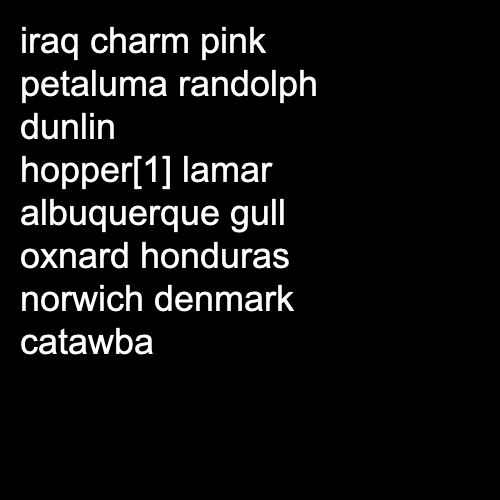 iraq charm pink
petaluma randolph
dunlin
hopper[1] lamar
albuquerque gull
oxnard honduras
norwich denmark
catawba